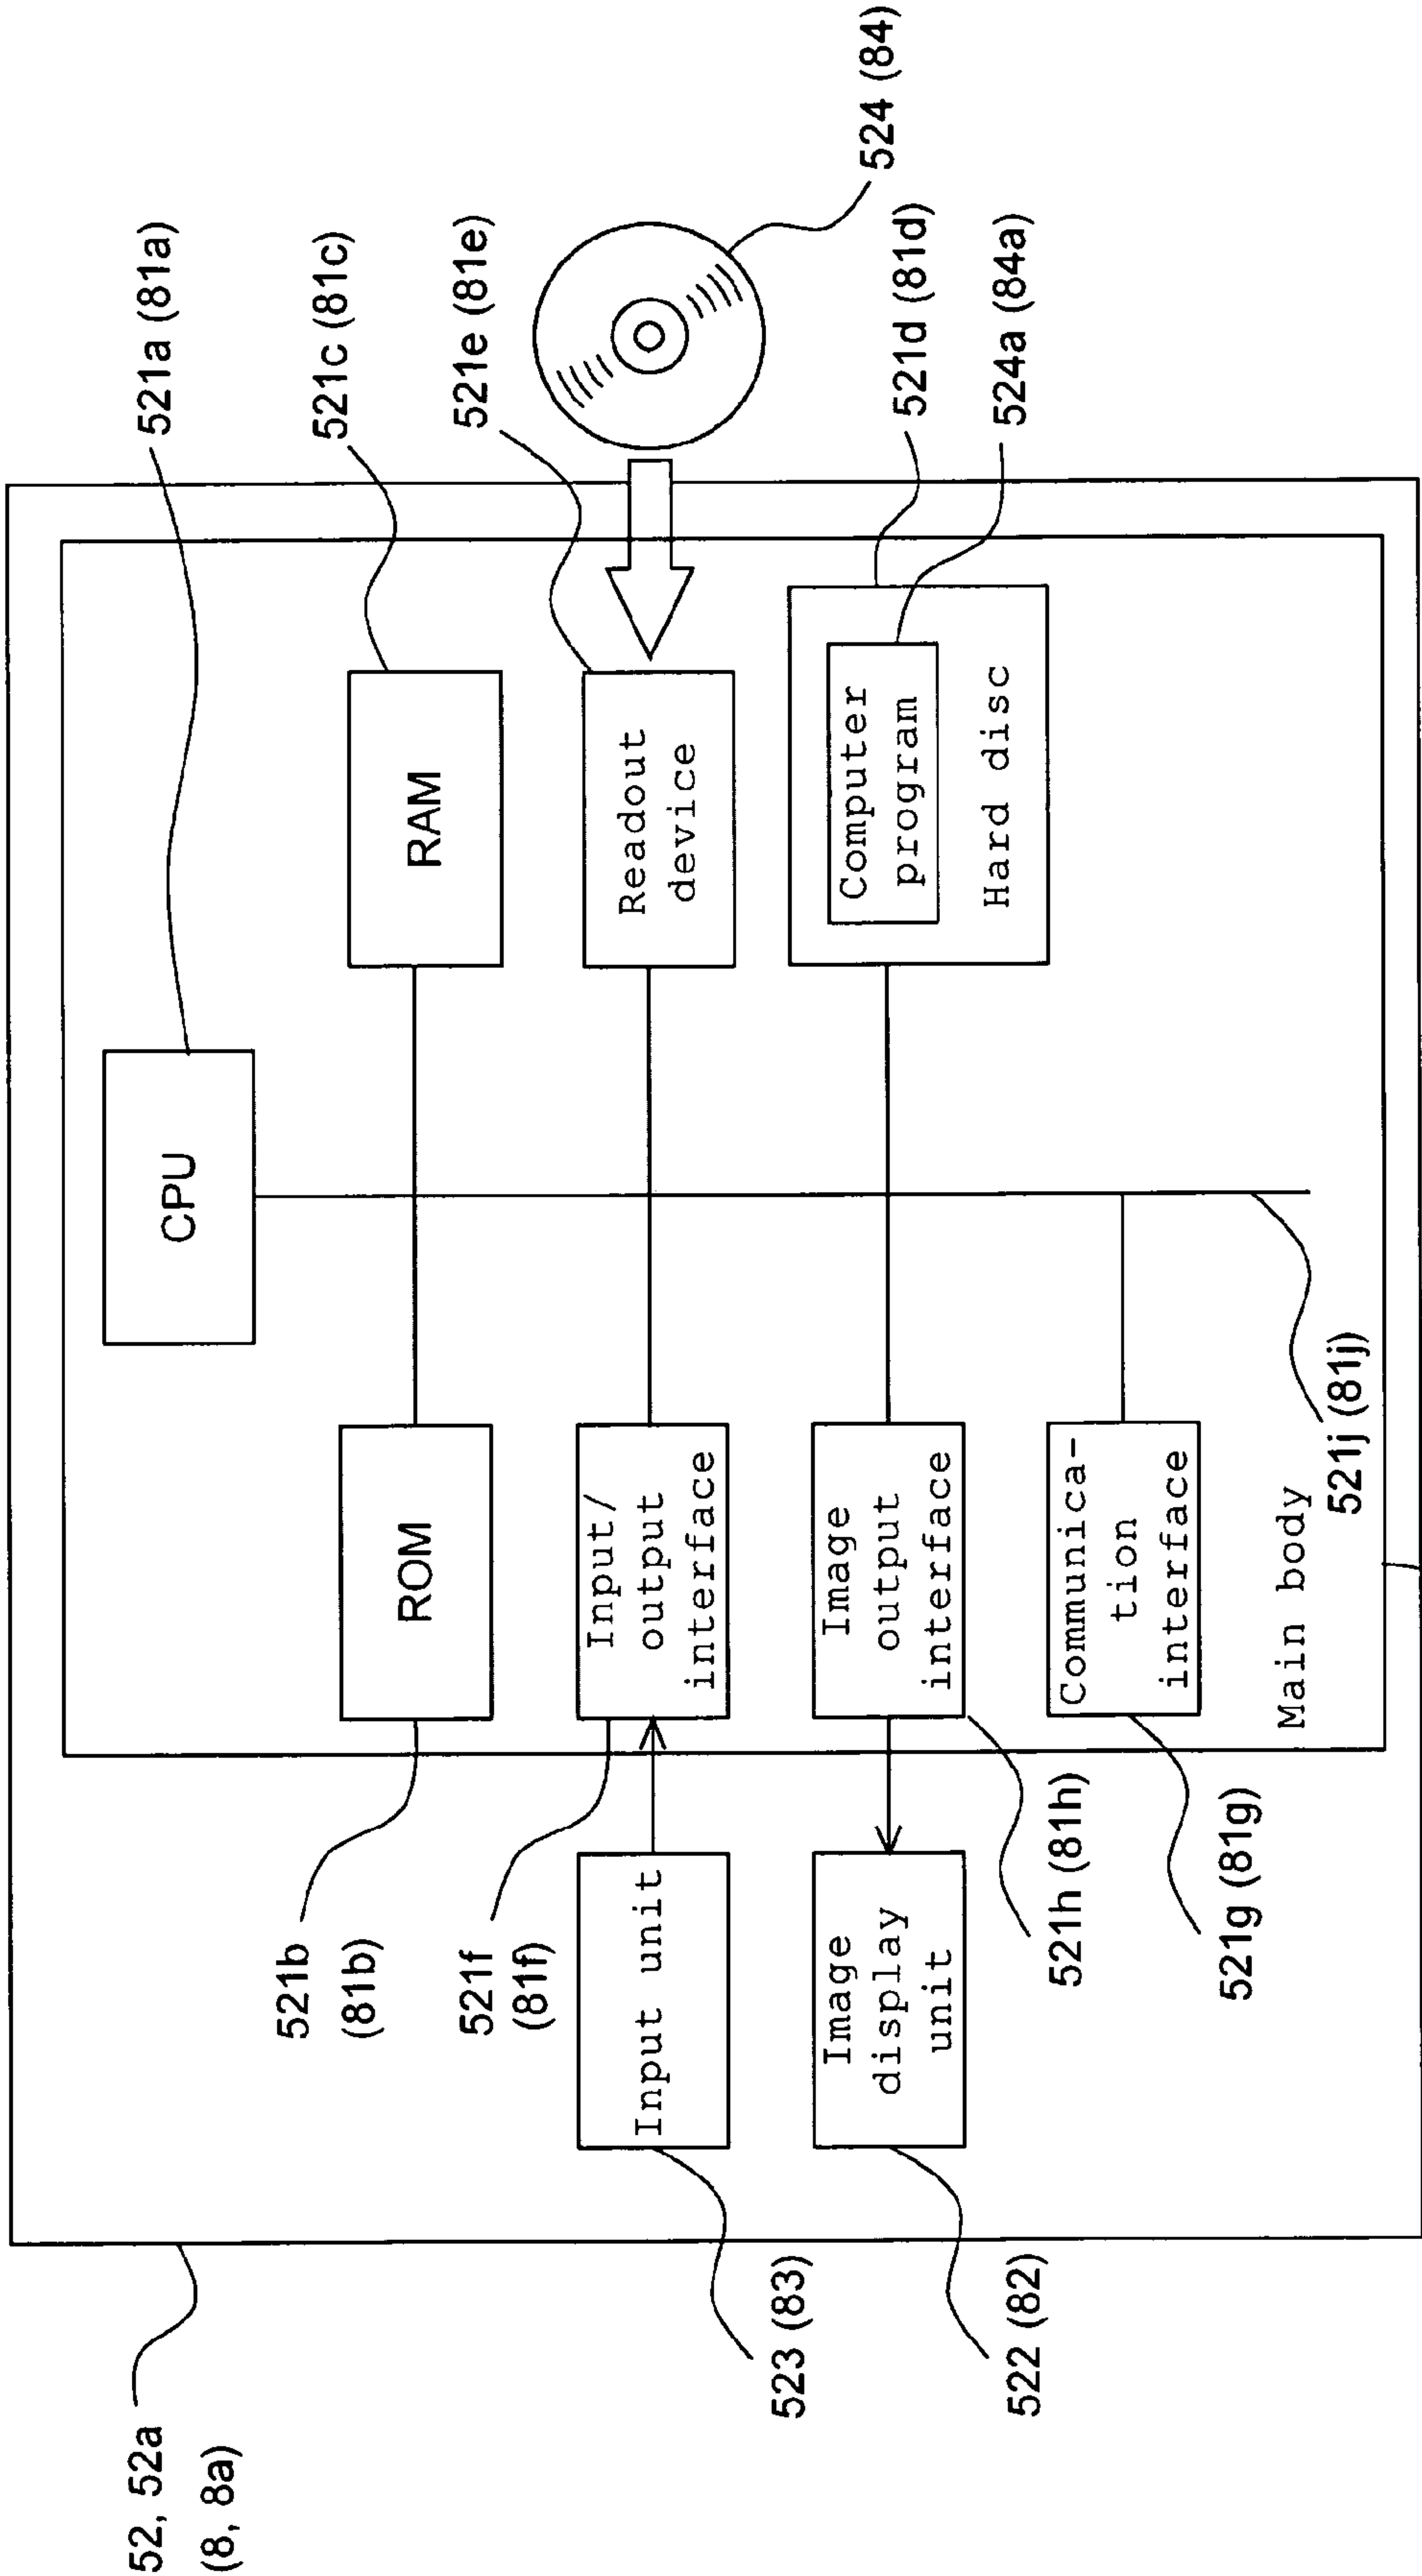 52, 52a
(8, 8a)
521a (81a)
CPU
521b
(81b)
ROM
RAM
521c (81c)
521f
(81f)
Input unit
Input/
output
interface
Readout
device
521e (81e)
523 (83)
524 (84)
Image
display
unit
Image
output
interface
Computer
program
Hard disc
521d (81d)
524a (84a)
522 (82)
521h (81h)
Communica-
tion
interface
521g (81g)
Main body
521j (81j)